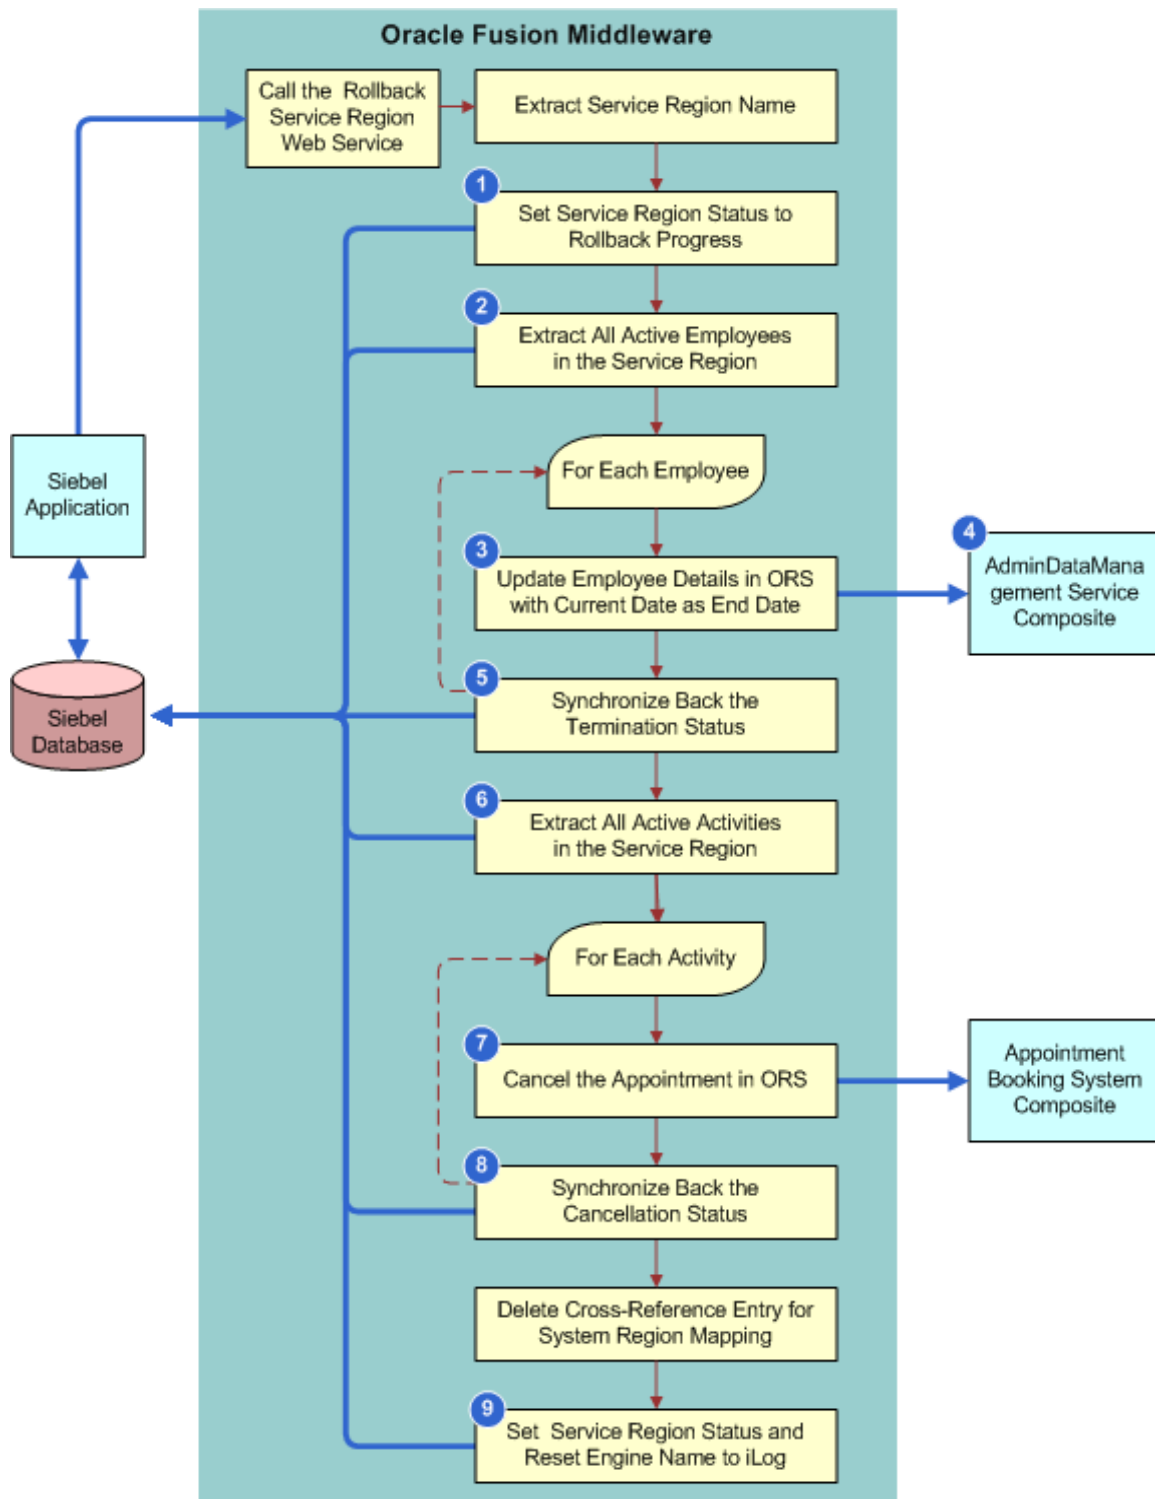 Oracle Fusion Middleware
Call the Rollback
Service Region
Web Service
Extract Service Region Name
1
Set Service Region Status to
Rollback Progress
2
Extract All Active Employees
in the Service Region
Siebel
Application
For Each Employee
3
Update Employee Details in ORS
with Current Date as End Date
4
AdminDataMana
gement Service
Composite
Siebel
Database
5
Synchronize Back the
Termination Status
6
Extract All Active Activities
in the Service Region
For Each Activity
7
Cancel the Appointment in ORS
Appointment
Booking System
Composite
8
Synchronize Back the
Cancellation Status
Delete Cross-Reference Entry for
System Region Mapping
9
Set Service Region Status and
Reset Engine Name to iLog